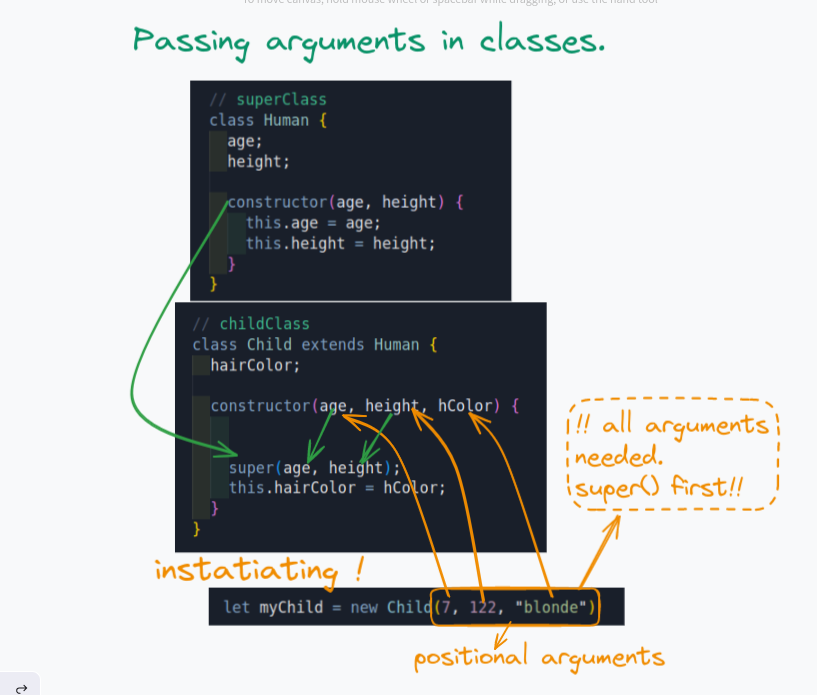 To move canvas, hold mouse wheel or spacebar while dragging, or use the hand tool
Passing arguments in classes.
// superClass
class Human {
age;
height;
constructor(age, height) {
this.age = age;
this.height = height;
}
}
// childClass
class Child extends Human {
hairColor;
constructor(age, height, hColor) {
super(age, height);
this.hairColor = hColor;
}
}
!! all arguments
needed.
super() first!!
instatiating !
let myChild = new Child(7, 122, "blonde")
positional arguments